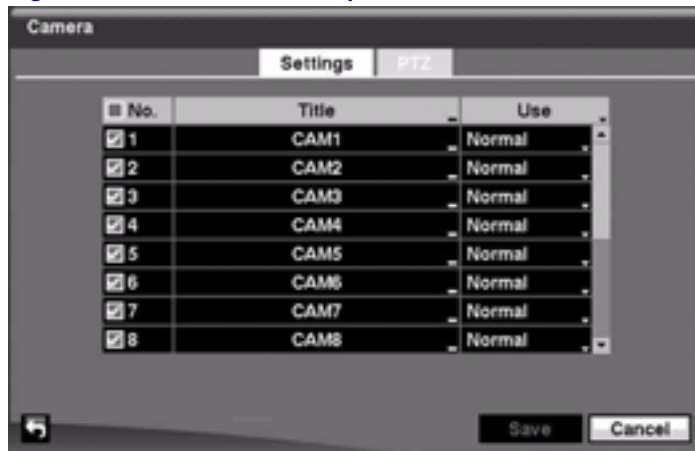 Camera
Settings PTZ
No. Title Use
1 CAM1 Normal
2 CAM2 Normal
3 CAM3 Normal
4 CAM4 Normal
5 CAM5 Normal
6 CAM6 Normal
7 CAM7 Normal
8 CAM8 Normal
Save Cancel